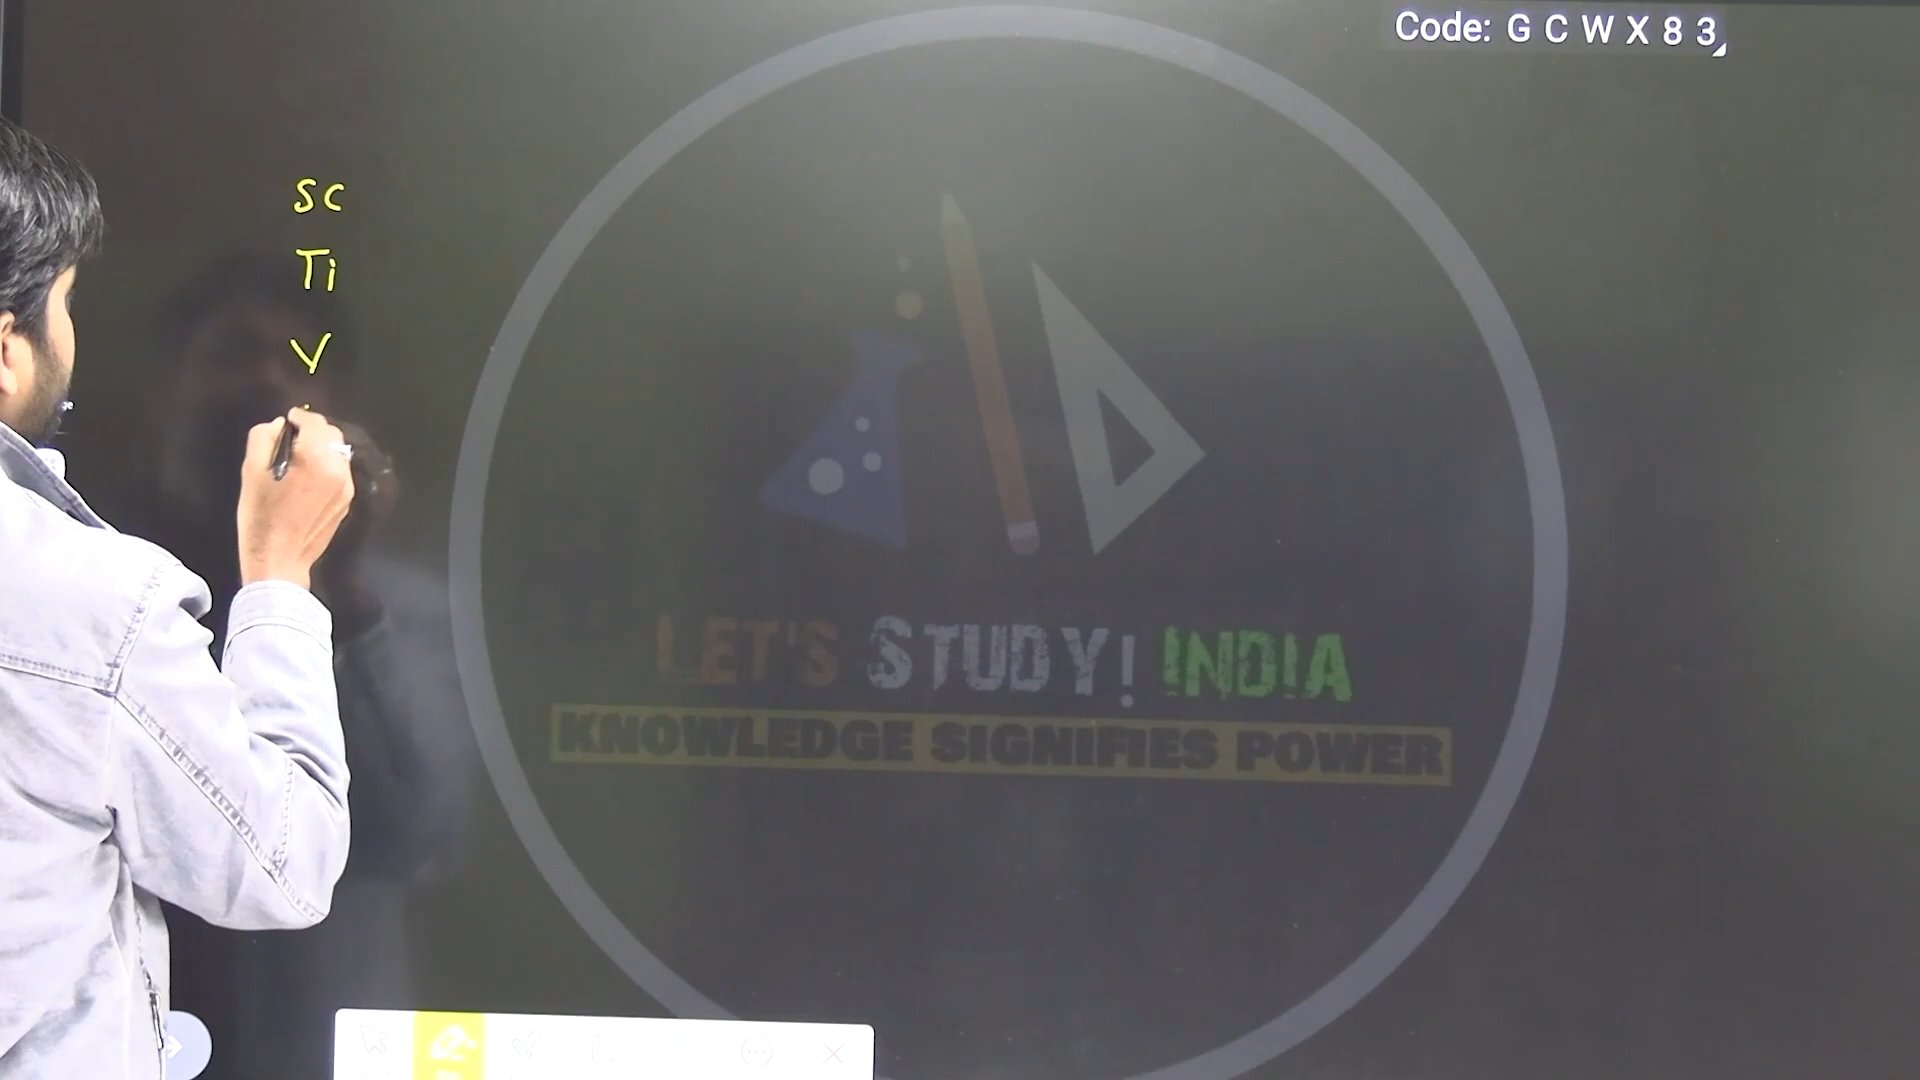 Code: G C W X 8 3
SC
Ti
V
LET'S STUDY! INDIA
KNOWLEDGE SIGNIFIES POWER